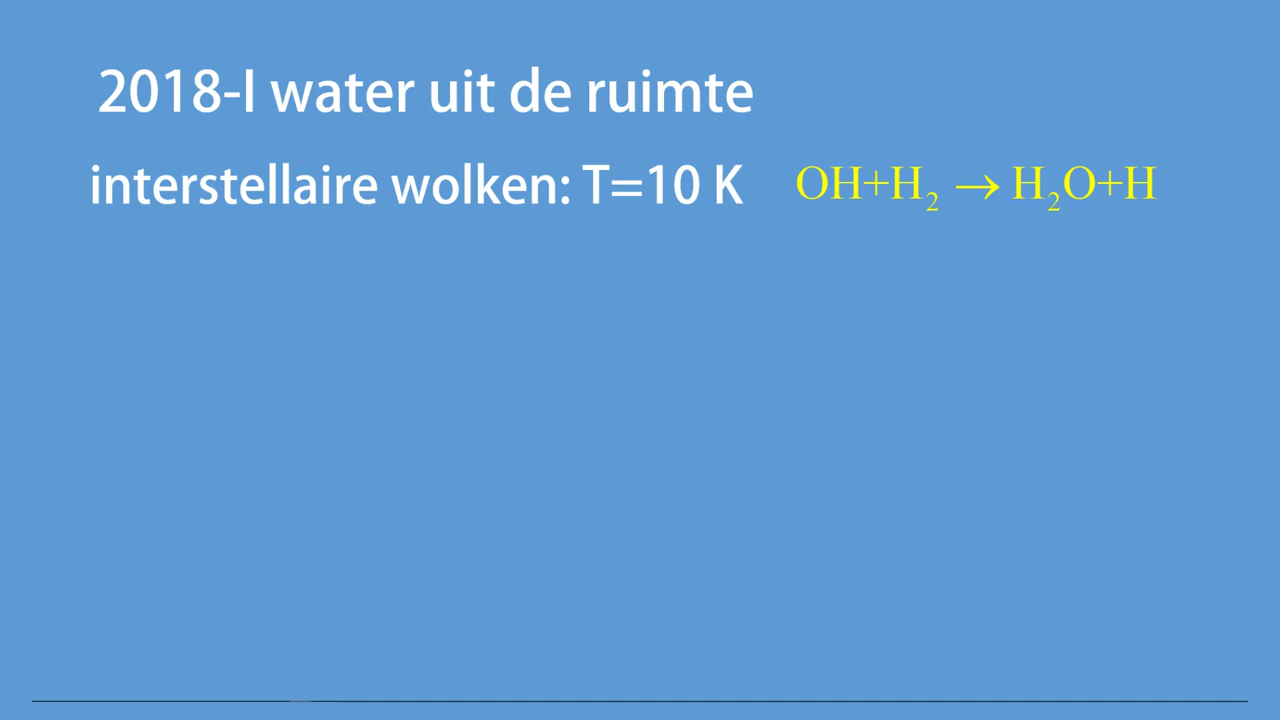 2018-I water uit de ruimte
interstellaire wolken: T=10 K OH+H₂ → H₂O+H